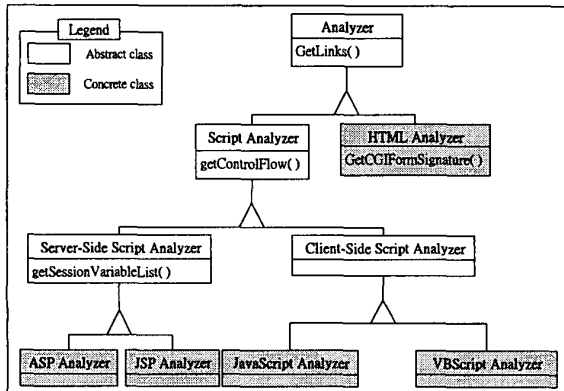 Legend
Abstract class
Concrete class
Analyzer
GetLinks( )
Script Analyzer
getControlFlow( )
HTML Analyzer
GetCGIFormSignature( )
Server-Side Script Analyzer
getSessionVariableList( )
Client-Side Script Analyzer
ASP Analyzer
JSP Analyzer
JavaScript Analyzer
VBScript Analyzer